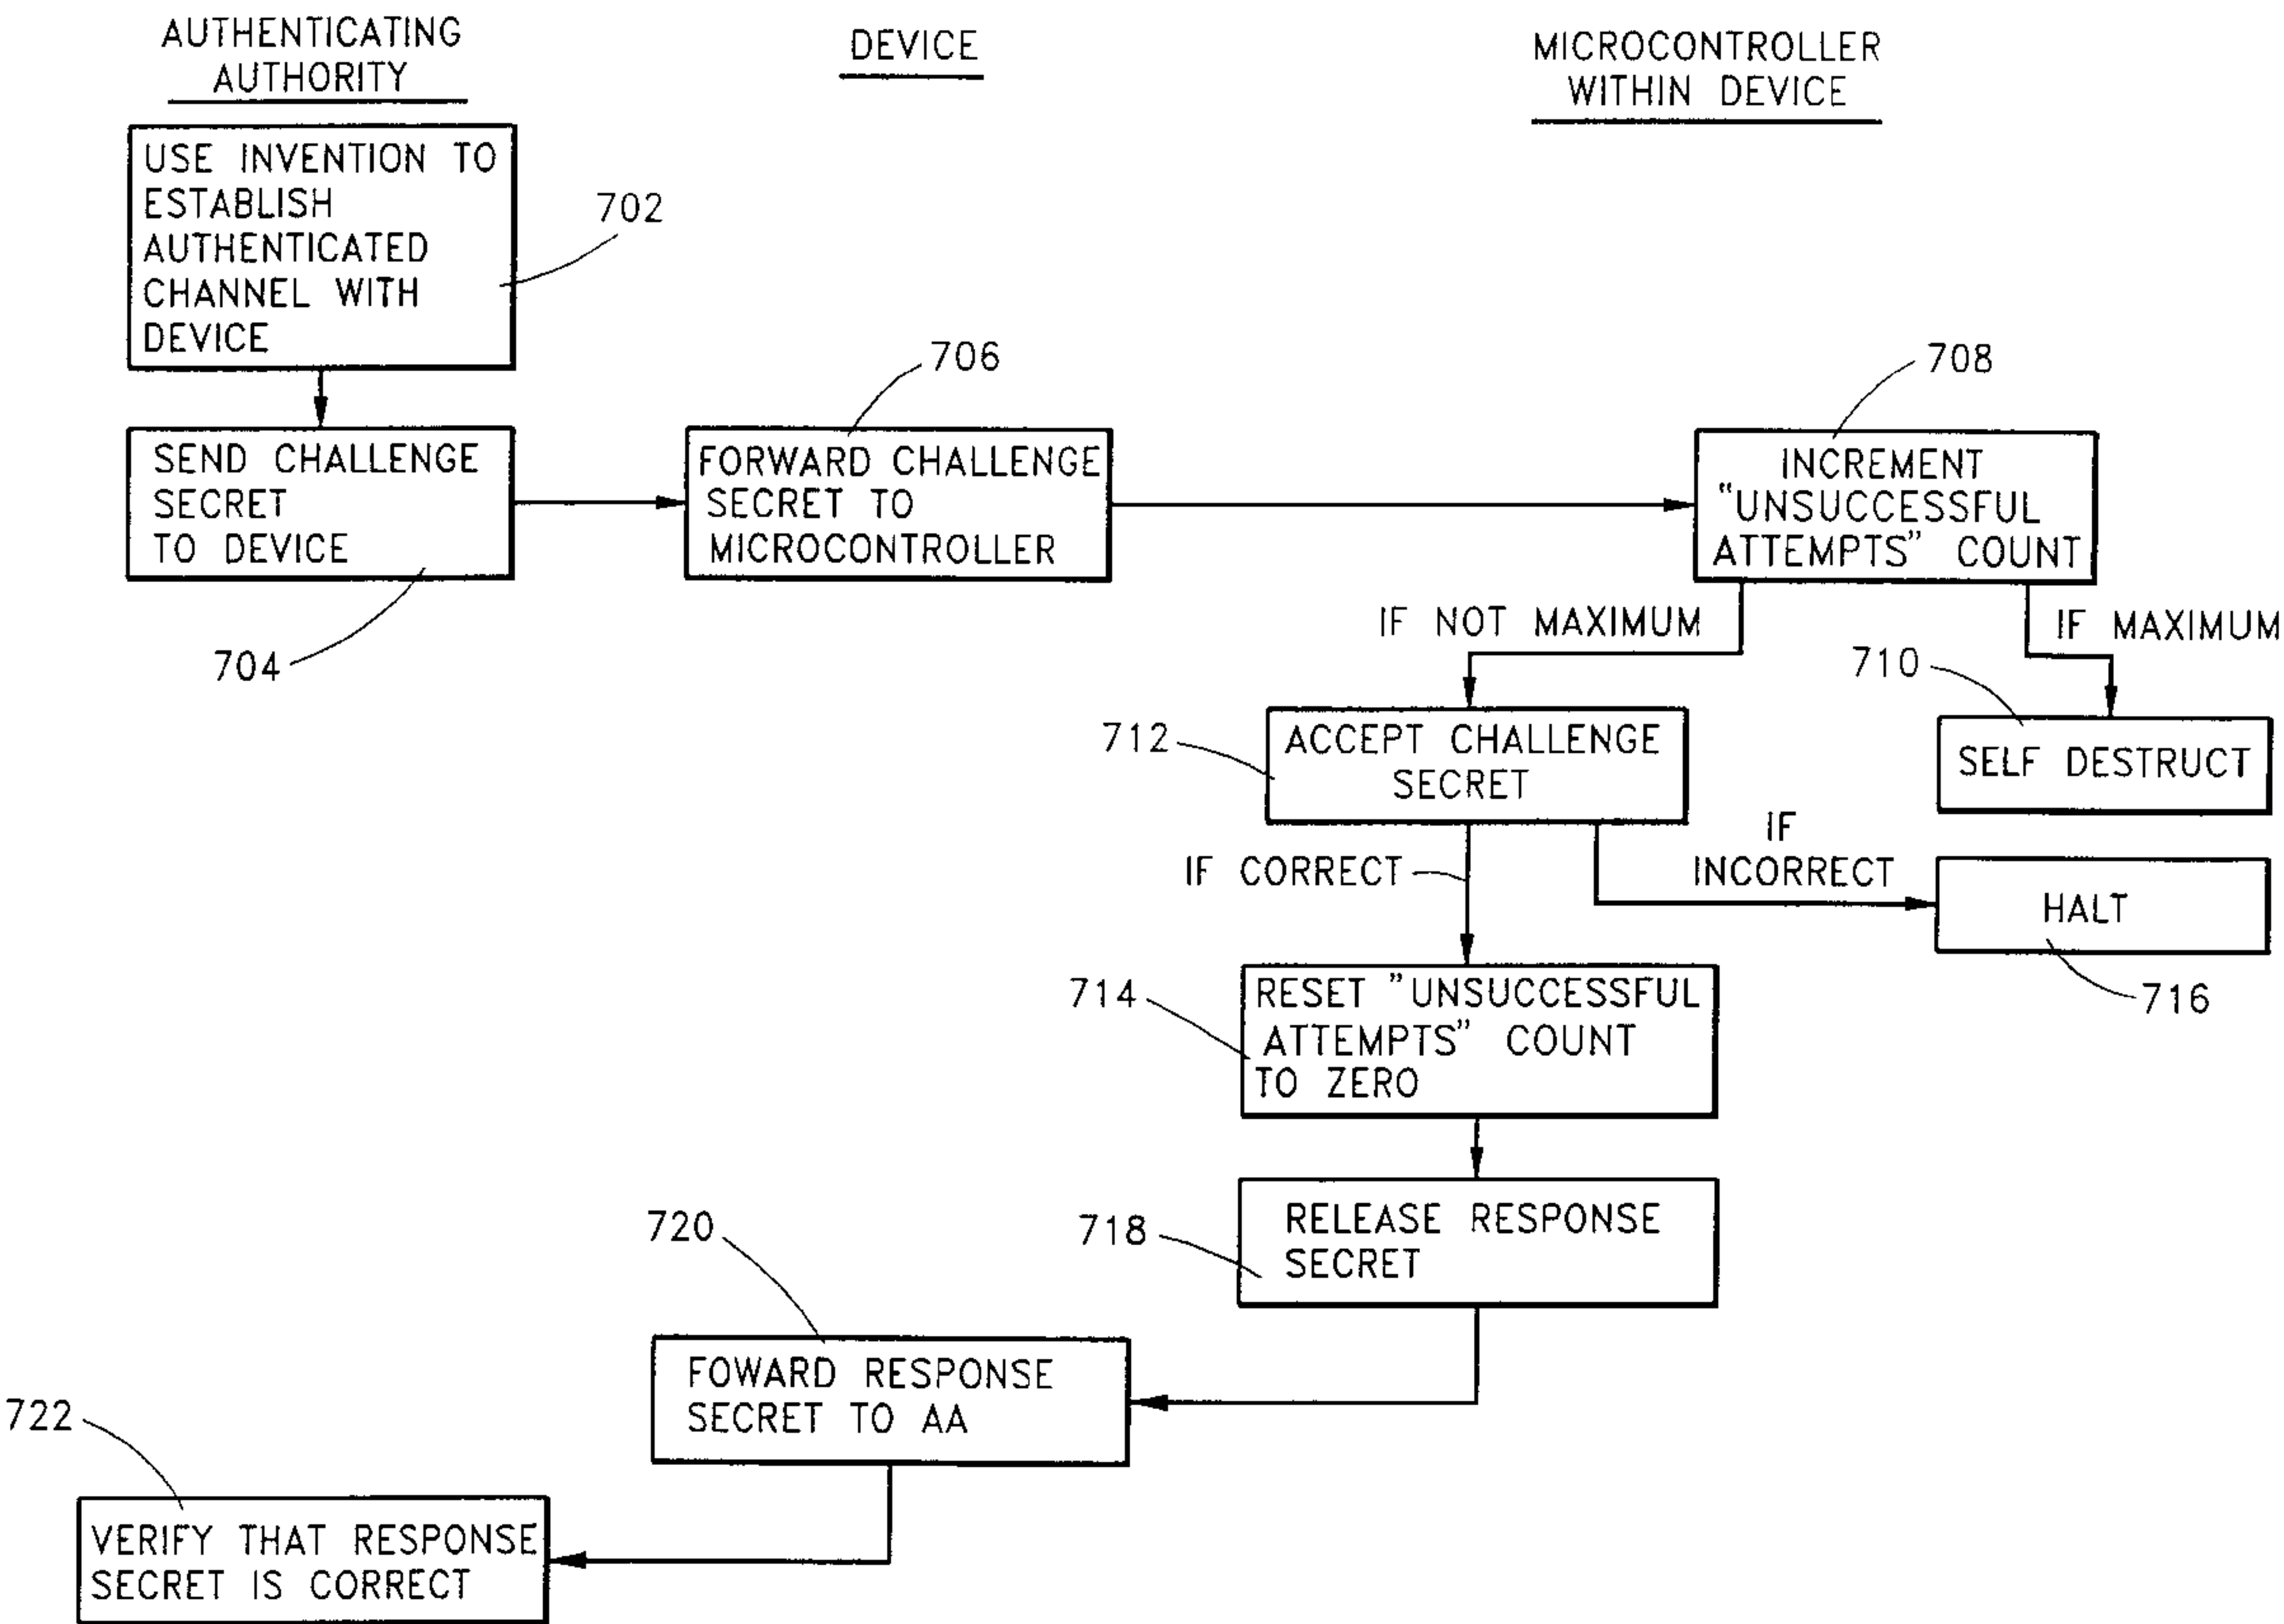 AUTHENTICATING
AUTHORITY
DEVICE
MICROCONTROLLER
WITHIN DEVICE
USE INVENTION TO
ESTABLISH
AUTHENTICATED
CHANNEL WITH
DEVICE
702
SEND CHALLENGE
SECRET
TO DEVICE
704
706
FORWARD CHALLENGE
SECRET TO
MICROCONTROLLER
708
INCREMENT
"UNSUCCESSFUL
ATTEMPTS" COUNT
IF NOT MAXIMUM
IF MAXIMUM
710
SELF DESTRUCT
712
ACCEPT CHALLENGE
SECRET
IF CORRECT
IF
INCORRECT
HALT
716
714
RESET "UNSUCCESSFUL
ATTEMPTS" COUNT
TO ZERO
718
RELEASE RESPONSE
SECRET
720
FOWARD RESPONSE
SECRET TO AA
722
VERIFY THAT RESPONSE
SECRET IS CORRECT